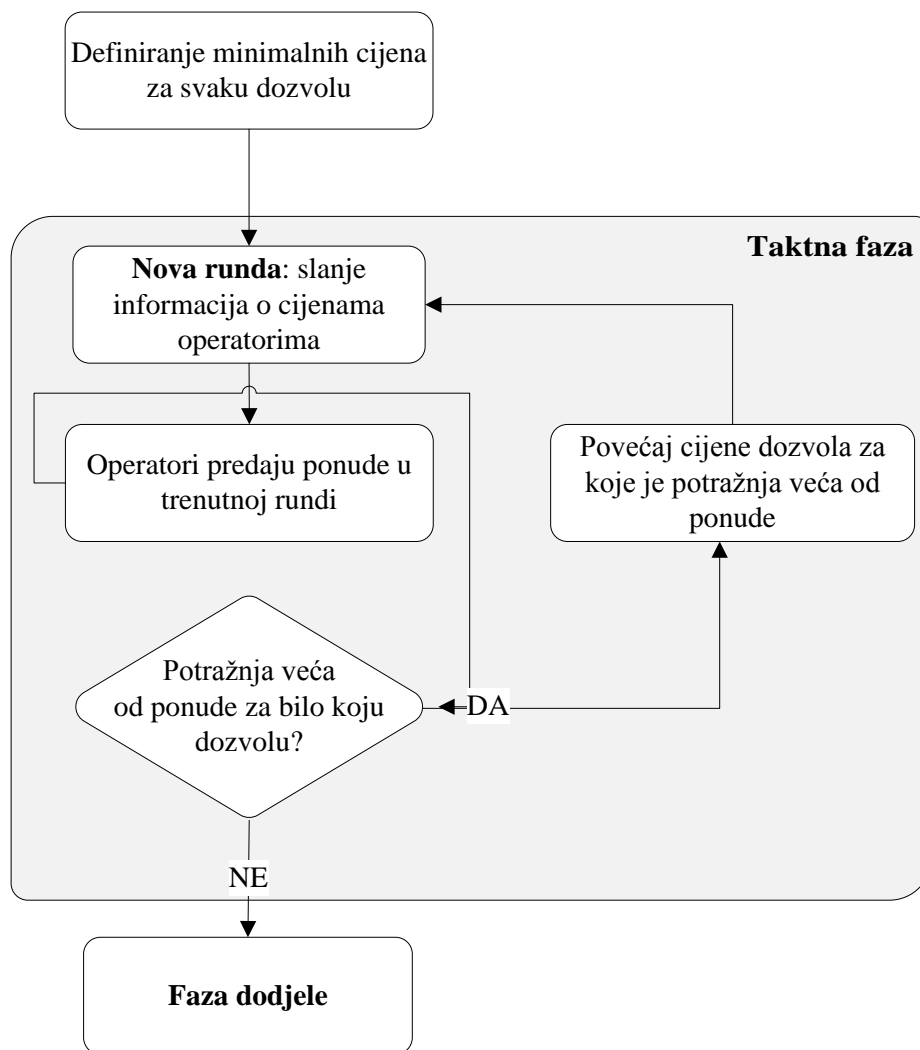 Definiranje minimalnih cijena
za svaku dozvolu
Taktna faza
Nova runda: slanje
informacija o cijenama
operatorima
Operatori predaju ponude u
trenutnoj rundi
Povećaj cijene dozvola za
koje je potražnja veća od
ponude
Potražnja veća
od ponude za bilo koju
dozvolu?
DA
NE
Faza dodjele